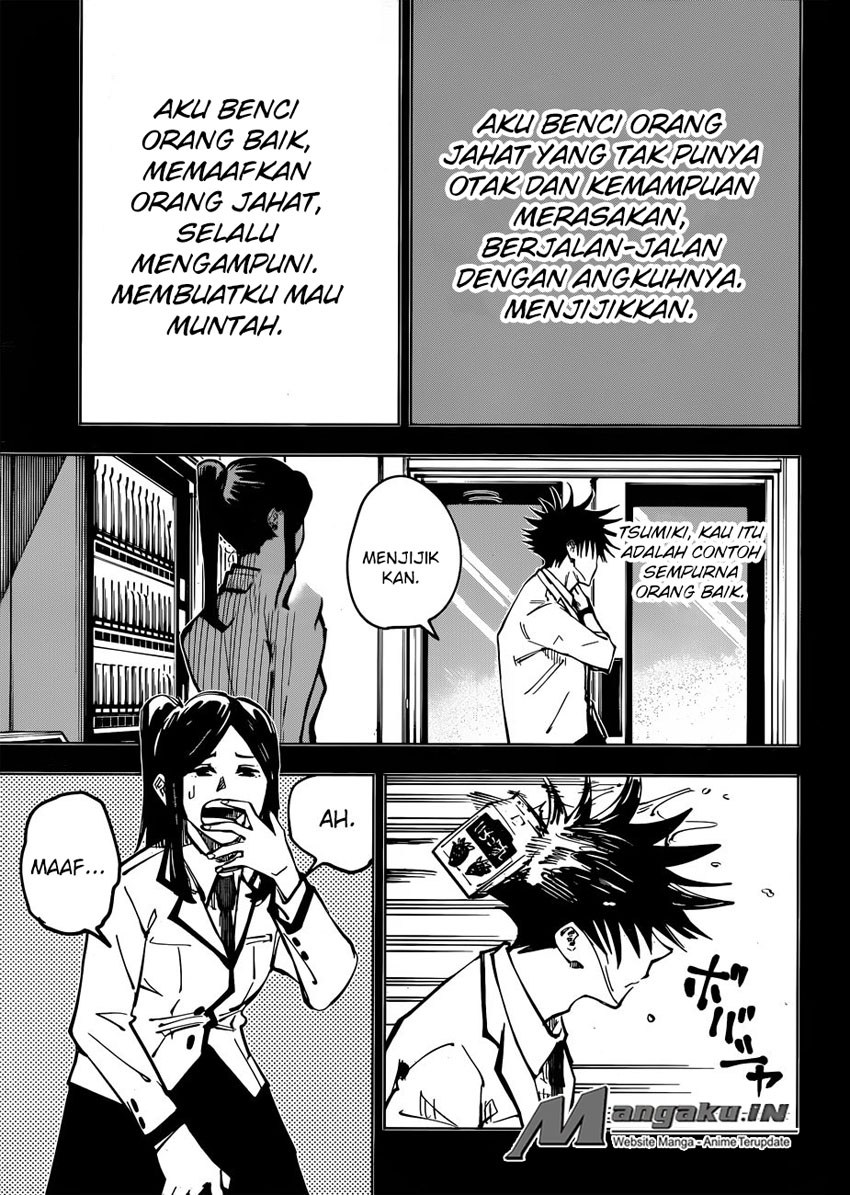 AKU BENCI ORANG
JAHAT YANG TAK PUNYA
OTAK DAN KEMAMPUAN
MERASAKAN,
BERJALAN-JALAN
DENGAN ANGKUHNYA.
MENJIJIKKAN.
AKU BENCI
ORANG BAIK,
MEMAAFKAN
ORANG JAHAT,
SELALU
MENGAMPUNI.
MEMBUATKU MAU
MUNTAH.
TSUMIKI, KAU ITU
ADALAH CONTOH
SEMPURNA
ORANG BAIK.
MENJIJIK
KAN.
ボバッ
AH.
MAAF...
Mangaku.in
Website Manga - Anime Terupdate